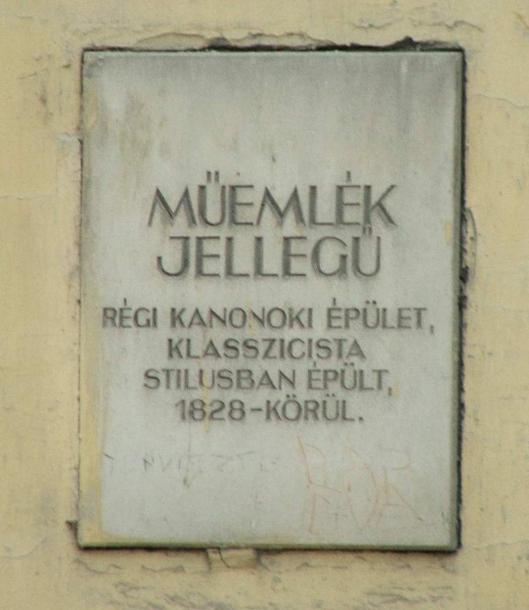 MŰEMLÉK
JELLEGŰ
RÉGI KANONOKI ÉPÜLET,
KLASSZICISTA
STILUSBAN ÉPÜLT,
1828-KÖRÜL.